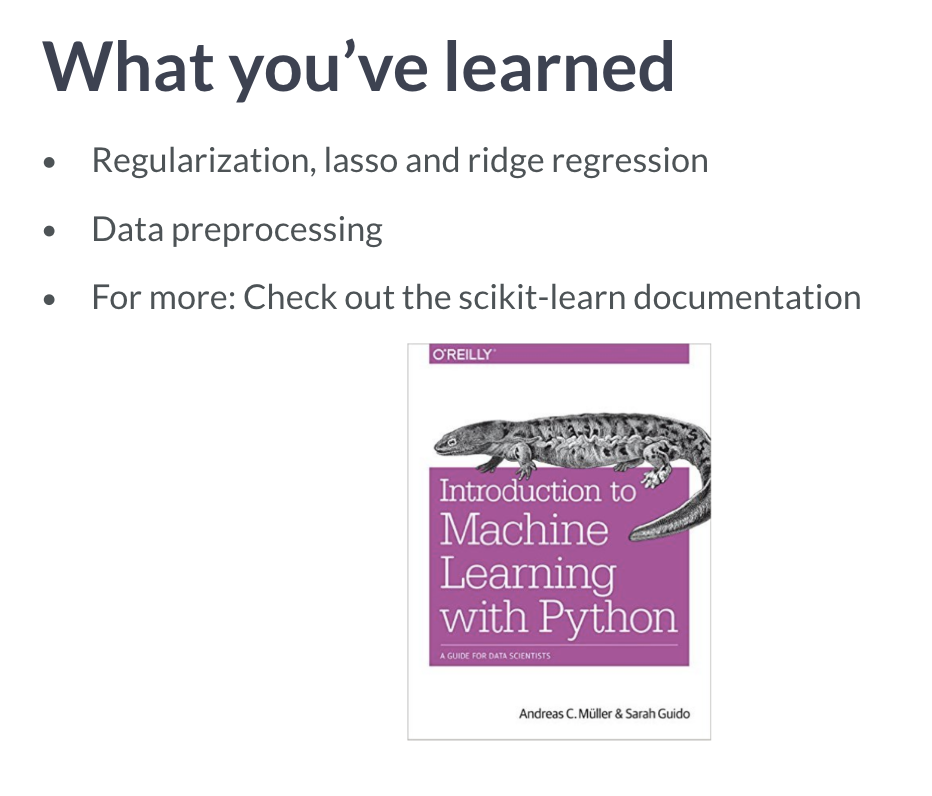 What you’ve learned
• Regularization, lasso and ridge regression
• Data preprocessing
• For more: Check out the scikit-learn documentation
O'REILLY®
Introduction to
Machine
Learning
with Python
A GUIDE FOR DATA SCIENTISTS
Andreas C. Müller & Sarah Guido